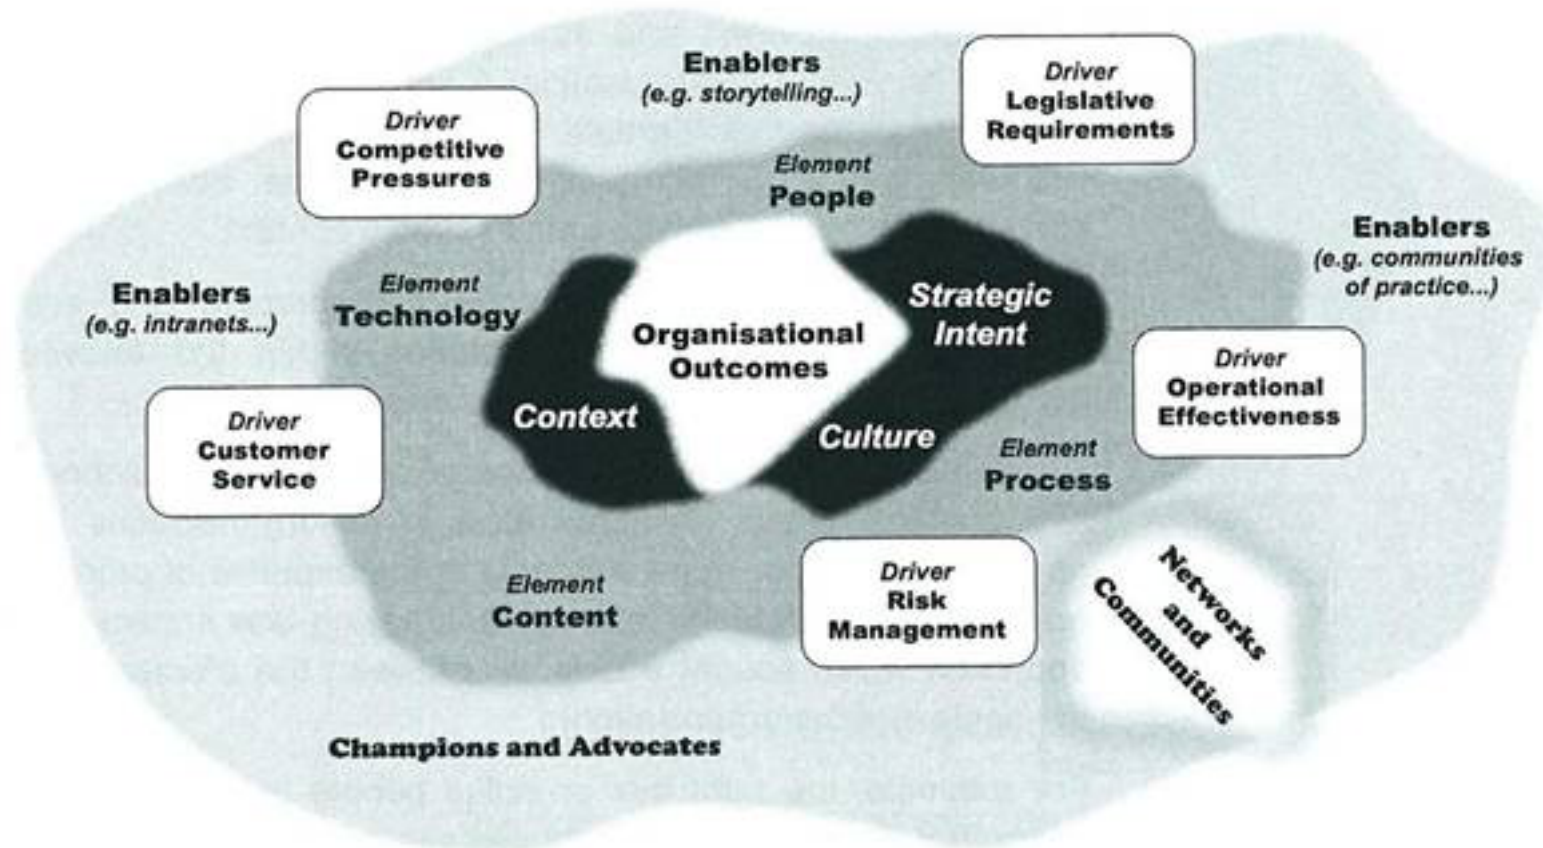 Enablers
(e.g. storytelling...)
Driver
Legislative
Requirements
Driver
Competitive
Pressures
Element
People
Enablers
(e.g. communities
of practice...)
Enablers
(e.g. intranets...)
Element
Technology
Strategic
Intent
Organisational
Outcomes
Driver
Operational
Effectiveness
Driver
Customer
Service
Context
Culture
Element
Process
Element
Content
Driver
Risk
Management
Networks
and
Communities
Champions and Advocates